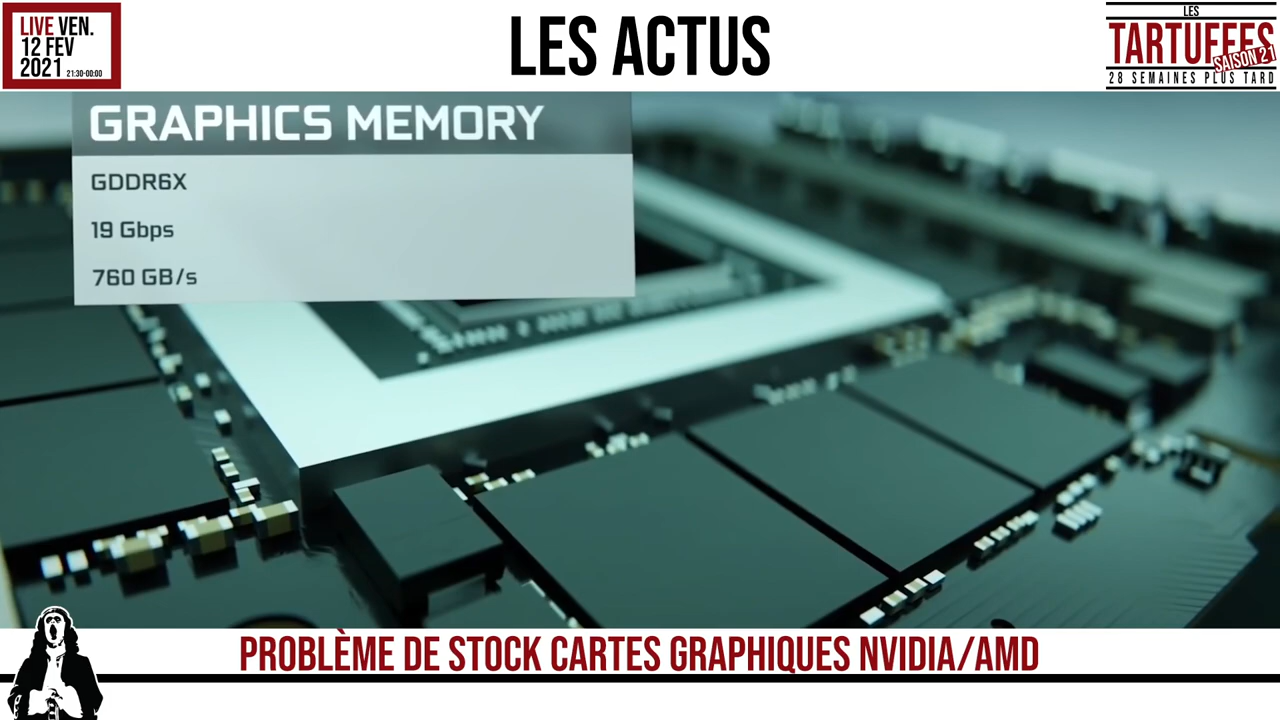 LIVE VEN.
12 FEV
2021 21:30-00:00
LES ACTUS
LES
TARTUFFES
SAISON 21
28 SEMAINES PLUS TARD
GRAPHICS MEMORY
GDDR6X
19 Gbps
760 GB/s
PROBLÈME DE STOCK CARTES GRAPHIQUES NVIDIA/AMD